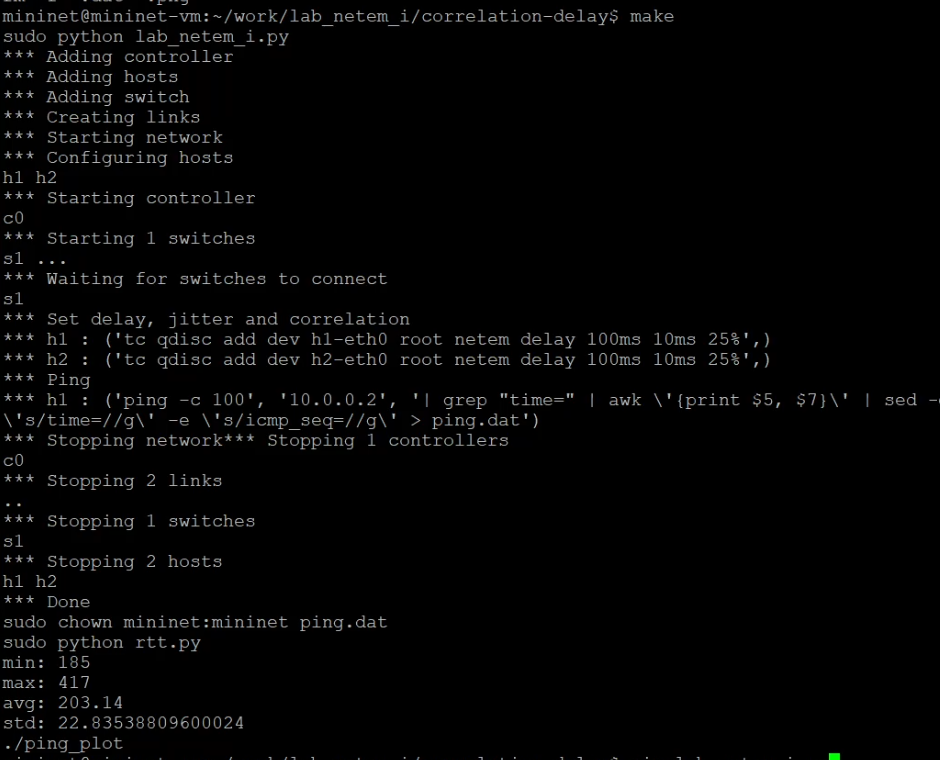 mininet@mininet-vm:~/work/lab_netem_i/correlation-delay$ make
sudo python lab_netem_i.py
*** Adding controller
*** Adding hosts
*** Adding switch
*** Creating links
*** Starting network
*** Configuring hosts
h1 h2
*** Starting controller
c0
*** Starting 1 switches
s1 ...
*** Waiting for switches to connect
s1
*** Set delay, jitter and correlation
*** h1 : ('tc qdisc add dev h1-eth0 root netem delay 100ms 10ms 25%',)
*** h2 : ('tc qdisc add dev h2-eth0 root netem delay 100ms 10ms 25%',)
*** Ping
*** h1 : ('ping -c 100', '10.0.0.2', '| grep "time=" | awk \'{print $5, $7}\' | sed -e
\'s/time=//g\' -e \'s/icmp_seq=//g\' > ping.dat')
*** Stopping network*** Stopping 1 controllers
c0
*** Stopping 2 links
..
*** Stopping 1 switches
s1
*** Stopping 2 hosts
h1 h2
*** Done
sudo chown mininet:mininet ping.dat
sudo python rtt.py
min: 185
max: 417
avg: 203.14
std: 22.83538809600024
./ping_plot